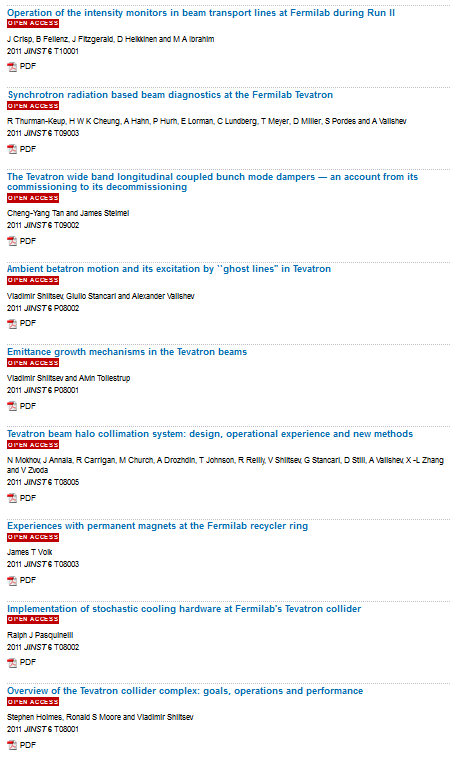 Operation of the intensity monitors in beam transport lines at Fermilab during Run II
OPEN ACCESS
J Crisp, B Fellenz, J Fitzgerald, D Heikkinen and M A Ibrahim
2011 JINST 6 T10001
PDF
Synchrotron radiation based beam diagnostics at the Fermilab Tevatron
OPEN ACCESS
R Thurman-Keup, H W K Cheung, A Hahn, P Hurh, E Lorman, C Lundberg, T Meyer, D Miller, S Pordes and A Valishev
2011 JINST 6 T09003
PDF
The Tevatron wide band longitudinal coupled bunch mode dampers — an account from its
commissioning to its decommissioning
OPEN ACCESS
Cheng-Yang Tan and James Steimel
2011 JINST 6 T09002
PDF
Ambient betatron motion and its excitation by ``ghost lines'' in Tevatron
OPEN ACCESS
Vladimir Shiltsev, Giulio Stancari and Alexander Valishev
2011 JINST 6 P08002
PDF
Emittance growth mechanisms in the Tevatron beams
OPEN ACCESS
Vladimir Shiltsev and Alvin Tollestrup
2011 JINST 6 P08001
PDF
Tevatron beam halo collimation system: design, operational experience and new methods
OPEN ACCESS
N Mokhov, J Annala, R Carrigan, M Church, A Drozhdin, T Johnson, R Reilly, V Shiltsev, G Stancari, D Still, A Valishev, X -L Zhang
and V Zvoda
2011 JINST 6 T08005
PDF
Experiences with permanent magnets at the Fermilab recycler ring
OPEN ACCESS
James T Volk
2011 JINST 6 T08003
PDF
Implementation of stochastic cooling hardware at Fermilab's Tevatron collider
OPEN ACCESS
Ralph J Pasquinelli
2011 JINST 6 T08002
PDF
Overview of the Tevatron collider complex: goals, operations and performance
OPEN ACCESS
Stephen Holmes, Ronald S Moore and Vladimir Shiltsev
2011 JINST 6 T08001
PDF